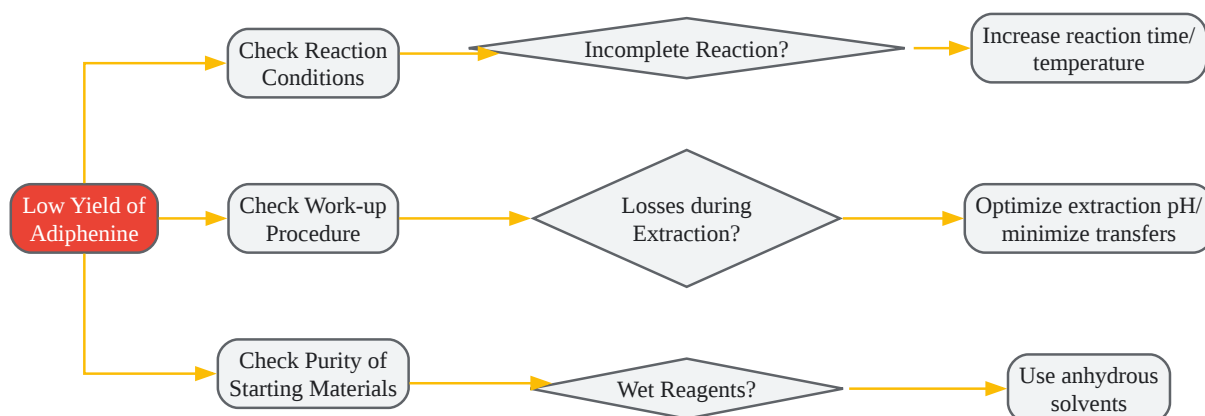 Check Reaction
Conditions
Incomplete Reaction?
Increase reaction time/
temperature
Low Yield of
Adiphenine
Check Work-up
Procedure
Losses during
Extraction?
Optimize extraction pH/
minimize transfers
Check Purity of
Starting Materials
Wet Reagents?
Use anhydrous
solvents